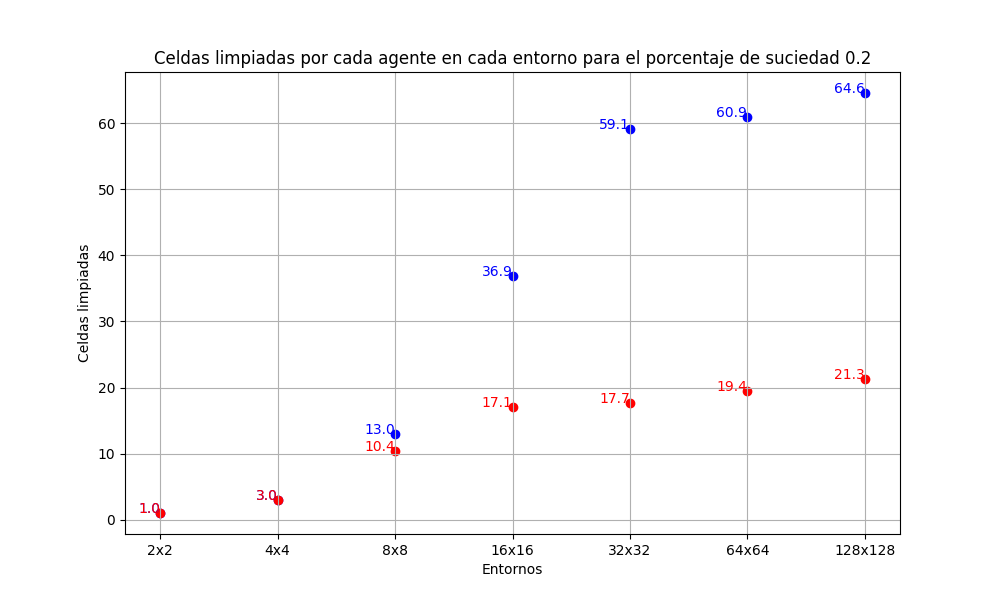 Celdas limpiadas por cada agente en cada entorno para el porcentaje de suciedad 0.2
Celdas limpiadas
60
50
40
30
20
10
0
1.0
3.0
13.0
10.4
36.9
17.1
59.1
17.7
60.9
19.4
64.6
21.3
2x2
4x4
8x8
16x16
32x32
64x64
128x128
Entornos